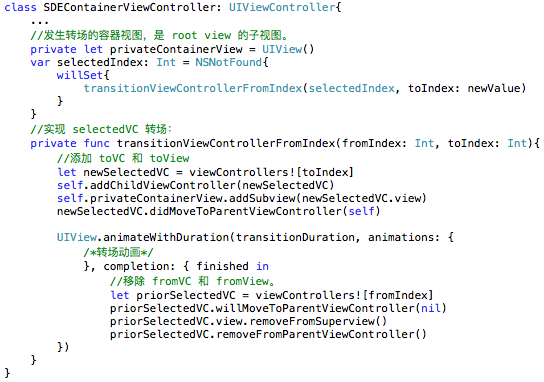 class SDEContainerViewController: UIViewController{
    ...
    //发生转场的容器视图，是 root view 的子视图。
    private let privateContainerView = UIView()
    var selectedIndex: Int = NSNotFound{
        willSet{
            transitionViewControllerFromIndex(selectedIndex, toIndex: newValue)
        }
    }
    //实现 selectedVC 转场：
    private func transitionViewControllerFromIndex(fromIndex: Int, toIndex: Int){
        //添加 toVC 和 toView
        let newSelectedVC = viewControllers![toIndex]
        self.addChildViewController(newSelectedVC)
        self.privateContainerView.addSubview(newSelectedVC.view)
        newSelectedVC.didMoveToParentViewController(self)

        UIView.animateWithDuration(transitionDuration, animations: {
            /*转场动画*/
            }, completion: { finished in
                //移除 fromVC 和 fromView。
                let priorSelectedVC = viewControllers![fromIndex]
                priorSelectedVC.willMoveToParentViewController(nil)
                priorSelectedVC.view.removeFromSuperview()
                priorSelectedVC.removeFromParentViewController()
        })
    }
}